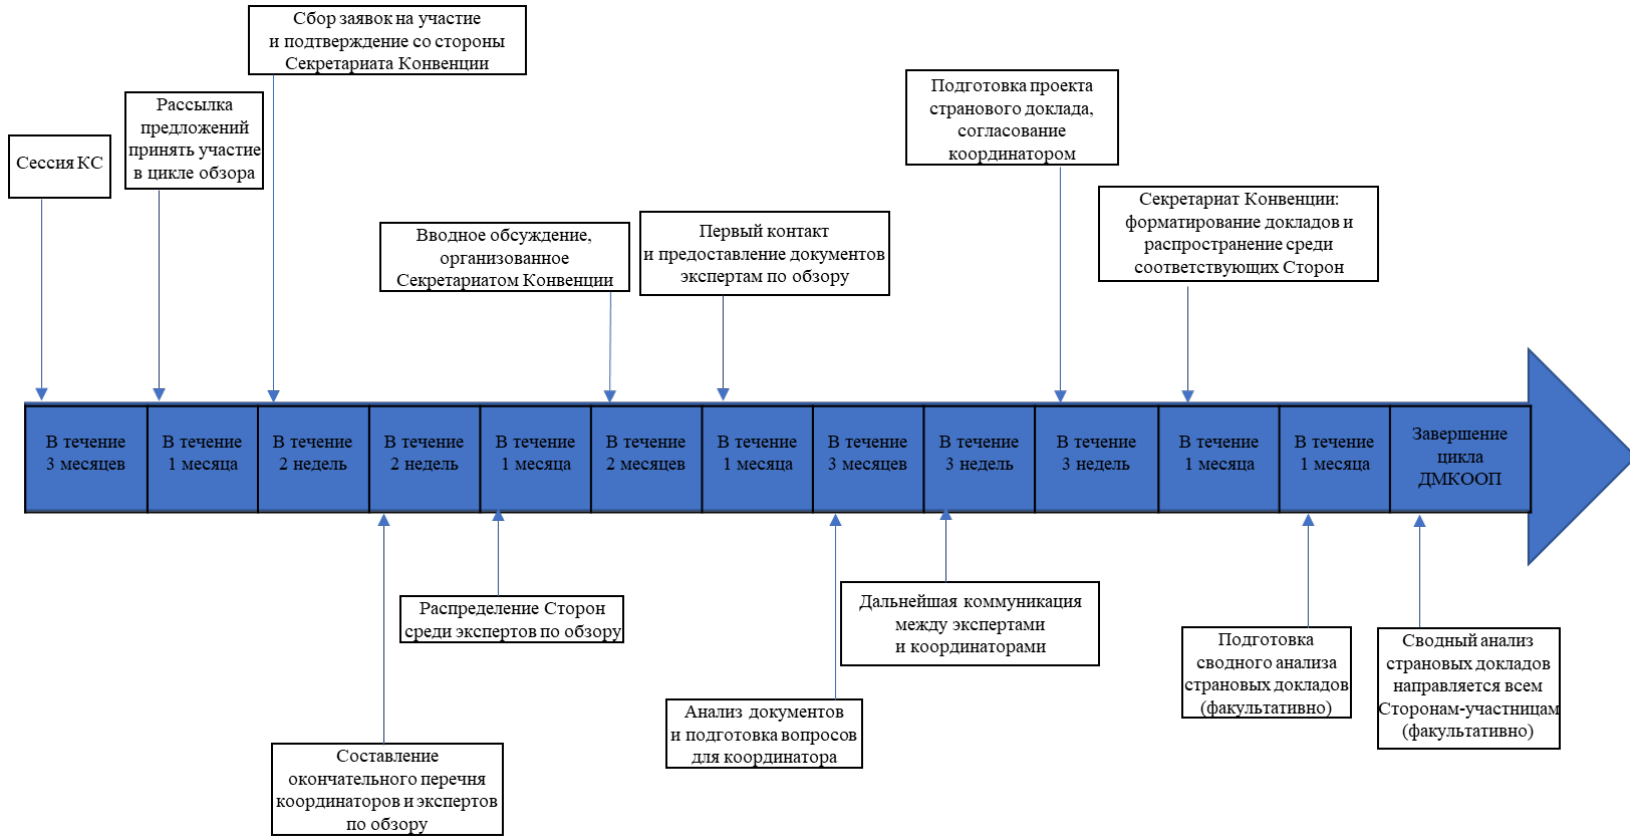 Сбор заявок на участие
и подтверждение со стороны
Секретариата Конвенции
Рассылка
предложений
принять участие
в цикле обзора
Сессия КС
Подготовка проекта
странового доклада,
согласование
координатором
Секретариат Конвенции:
форматирование докладов и
распространение среди
соответствующих Сторон
Вводное обсуждение,
организованное
Секретариатом Конвенции
Первый контакт
и предоставление документов
экспертам по обзору
В течение
3 месяцев
В течение
1 месяца
В течение
2 недель
В течение
2 недель
В течение
1 месяца
В течение
2 месяцев
В течение
1 месяца
В течение
3 месяцев
В течение
3 недель
В течение
3 недель
В течение
1 месяца
В течение
1 месяца
Завершение
цикла
ДМКООП
Распределение Сторон
среди экспертов по обзору
Дальнейшая коммуникация
между экспертами
и координаторами
Подготовка
сводного анализа
страновых докладов
(факультативно)
Сводный анализ
страновых докладов
направляется всем
Сторонам-участницам
(факультативно)
Анализ документов
и подготовка вопросов
для координатора
Составление
окончательного перечня
координаторов и экспертов
по обзору